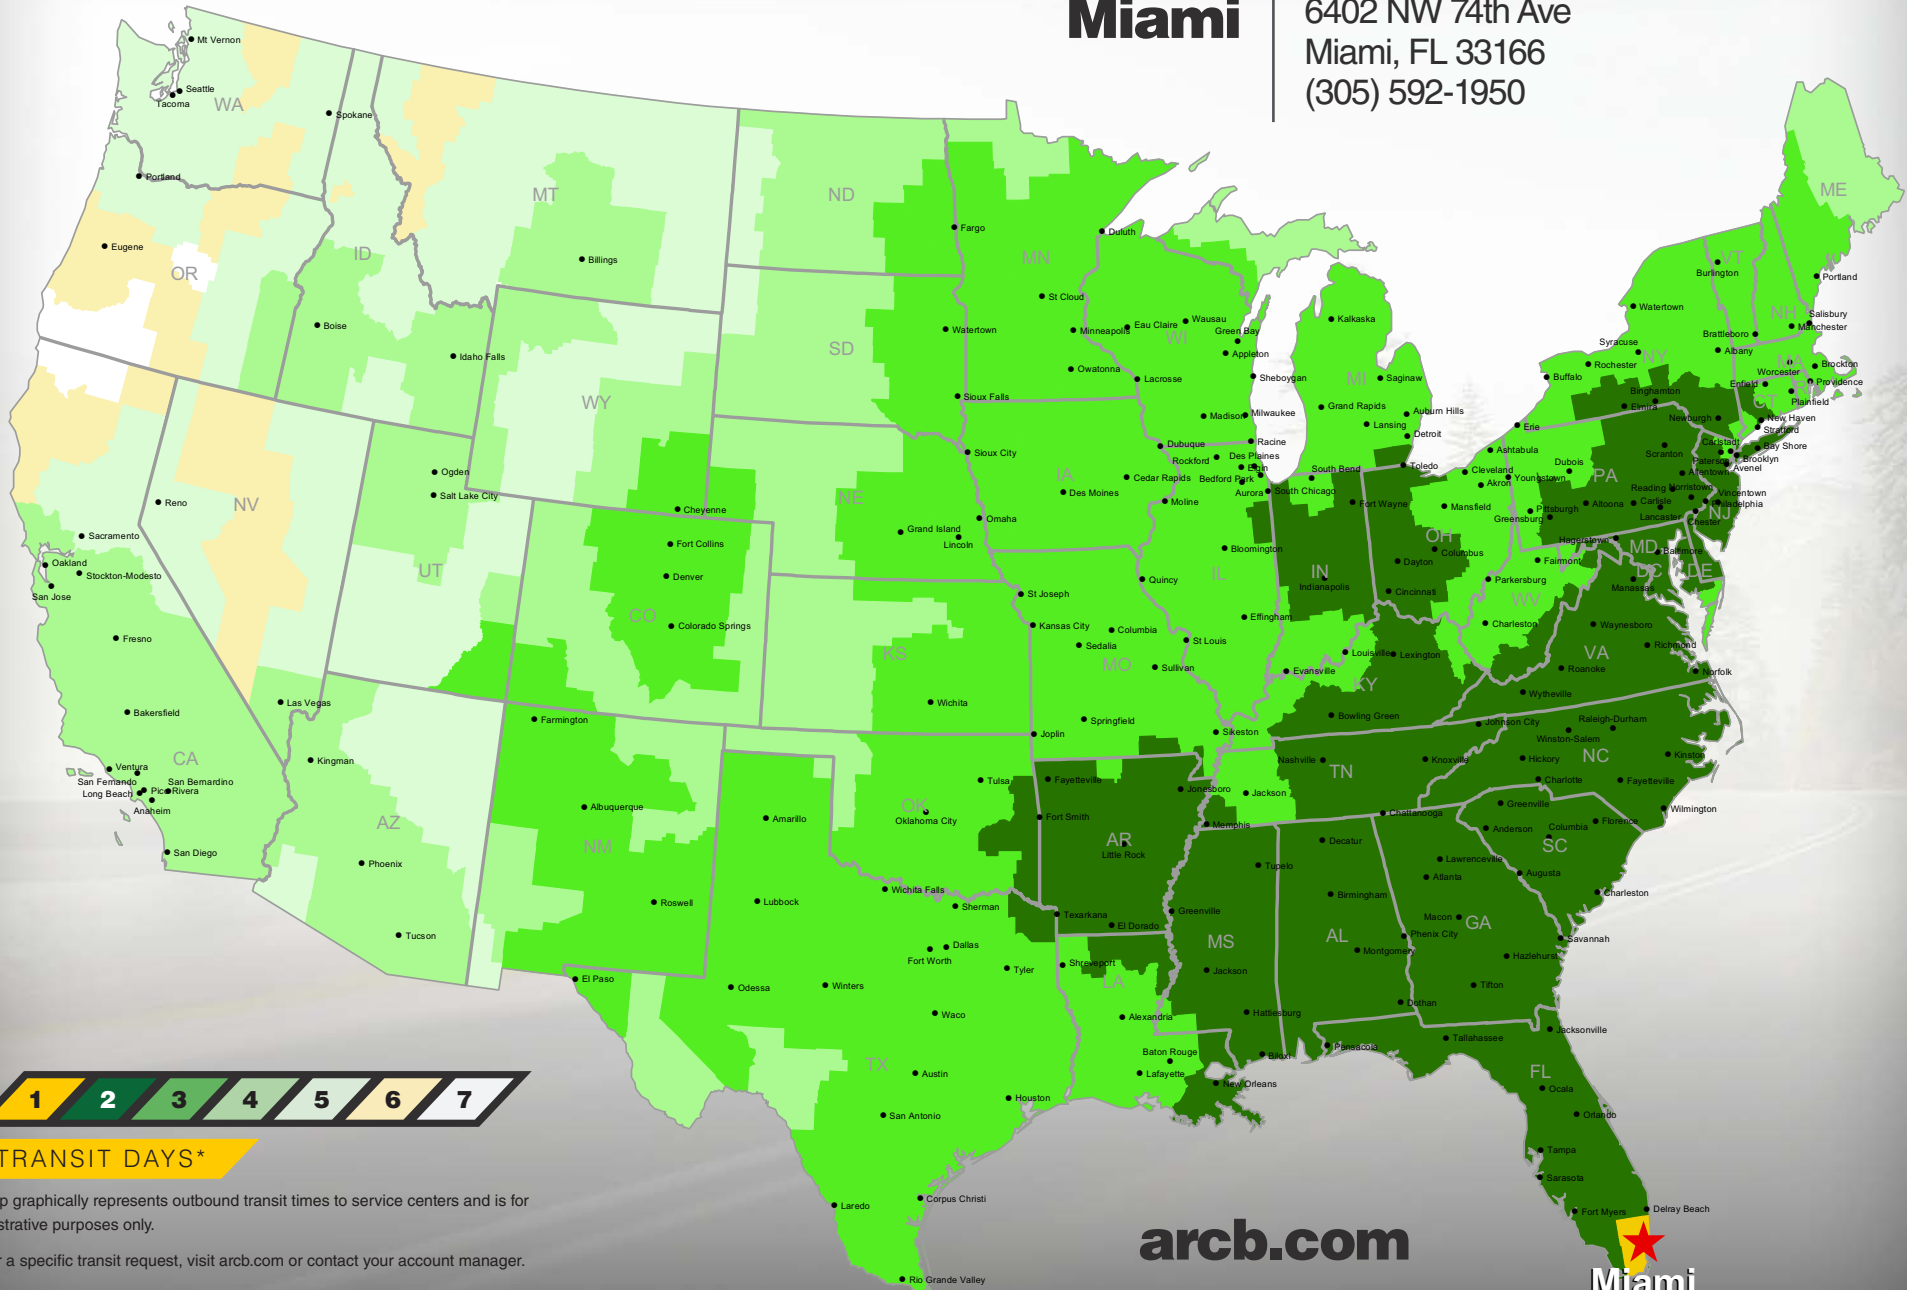 Miami
6402 NW 74th Ave
Miami, FL 33166
(305) 592-1950
Mt Vernon
Seattle
Tacoma
WA
Spokane
Portland
Eugene
OR
ID
Boise
Idaho Falls
MT
Billings
WY
Cheyenne
ND
Fargo
SD
Watertown
Sioux Falls
MN
Duluth
St Cloud
Minneapolis
Owatonna
WI
Eau Claire
Wausau
Green Bay
Appleton
Lacrosse
Sheboygan
Madison
Milwaukee
Racine
MI
Kalkaska
Saginaw
Grand Rapids
Lansing
Auburn Hills
Detroit
ME
Portland
VT
Burlington
Brattleboro
NH
Salisbury
Manchester
MA
Worcester
Brockton
Providence
Plainfield
Enfield
CT
New Haven
Stratford
NY
Watertown
Syracuse
Rochester
Buffalo
Albany
Binghamton
Elmira
Newburgh
Bay Shore
Brooklyn
Carlstadt
Paterson
Avenel
NJ
Vincentown
PA
Erie
Dubois
Scranton
Allentown
Reading
Norristown
Philadelphia
Carlisle
Lancaster
Chester
Altoona
Pittsburgh
Greensburg
OH
Ashtabula
Cleveland
Akron
Youngstown
Toledo
Mansfield
Columbus
Dayton
Cincinnati
IN
South Bend
Fort Wayne
Indianapolis
Evansville
IL
Rockford
Des Plaines
Elgin
Bedford Park
Aurora
South Chicago
Moline
Bloomington
Quincy
Effingham
IA
Sioux City
Dubuque
Cedar Rapids
Des Moines
NE
Omaha
Grand Island
Lincoln
NV
Reno
Las Vegas
UT
Ogden
Salt Lake City
CO
Fort Collins
Denver
Colorado Springs
KS
Wichita
MO
St Joseph
Kansas City
Columbia
Sedalia
St Louis
Sullivan
Springfield
Joplin
Sikeston
KY
Louisville
Lexington
Bowling Green
WV
Fairmont
Parkersburg
Charleston
MD
Hagerstown
Baltimore
DC
DE
VA
Manassas
Waynesboro
Richmond
Roanoke
Norfolk
Wytheville
CA
Sacramento
Oakland
Stockton-Modesto
San Jose
Fresno
Bakersfield
Ventura
San Fernando
San Bernardino
Long Beach
Pico Rivera
Anaheim
San Diego
AZ
Kingman
Phoenix
Tucson
NM
Farmington
Albuquerque
Roswell
OK
Tulsa
Oklahoma City
AR
Fayetteville
Jonesboro
Fort Smith
Little Rock
Texarkana
El Dorado
TN
Nashville
Knoxville
Johnson City
Jackson
Memphis
Chattanooga
NC
Raleigh-Durham
Winston-Salem
Hickory
Kinston
Charlotte
Fayetteville
Wilmington
SC
Greenville
Anderson
Columbia
Florence
Charleston
GA
Lawrenceville
Atlanta
Augusta
Macon
Savannah
Hazlehurst
Tifton
AL
Decatur
Birmingham
Phenix City
Montgomery
Dothan
MS
Tupelo
Greenville
Jackson
Hattiesburg
Biloxi
LA
Shreveport
Alexandria
Baton Rouge
Lafayette
New Orleans
TX
Amarillo
Lubbock
Wichita Falls
Sherman
Dallas
Fort Worth
Tyler
El Paso
Odessa
Winters
Waco
Austin
Houston
San Antonio
Corpus Christi
Laredo
Rio Grande Valley
FL
Pensacola
Tallahassee
Jacksonville
Ocala
Orlando
Tampa
Sarasota
Fort Myers
Delray Beach
Miami
1 2 3 4 5 6 7
TRANSIT DAYS*
p graphically represents outbound transit times to service centers and is for
strative purposes only.
r a specific transit request, visit arcb.com or contact your account manager.
arcb.com